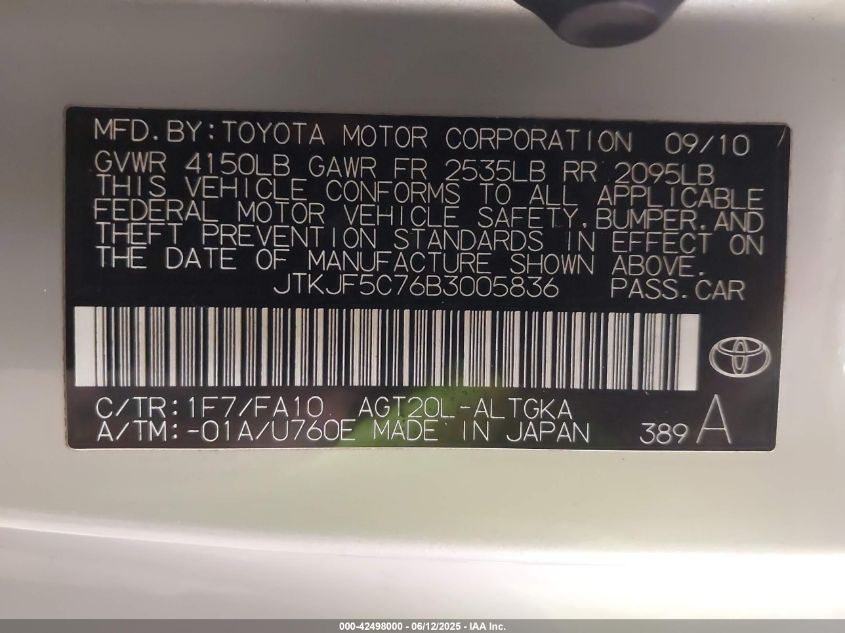 MFD.BY:TOYOTA MOTOR CORPORATION 09/10
GVWR 4150LB GAWR FR 2535LB RR 2095LB
THIS VEHICLE CONFORMS TO ALL APPLICABLE
FEDERAL MOTOR VEHICLE SAFETY,BUMPER,AND
THEFT PREVENTION STANDARDS IN EFFECT ON
THE DATE OF MANUFACTURE SHOWN ABOVE.
JTKJF5C76B3005836 PASS.CAR
C/TR:1F7/FA10 AGT20L-ALTGKA
A/TM:-01A/U760E MADE IN JAPAN 389A
000-42498000 - 06/12/2025 - IAA Inc.